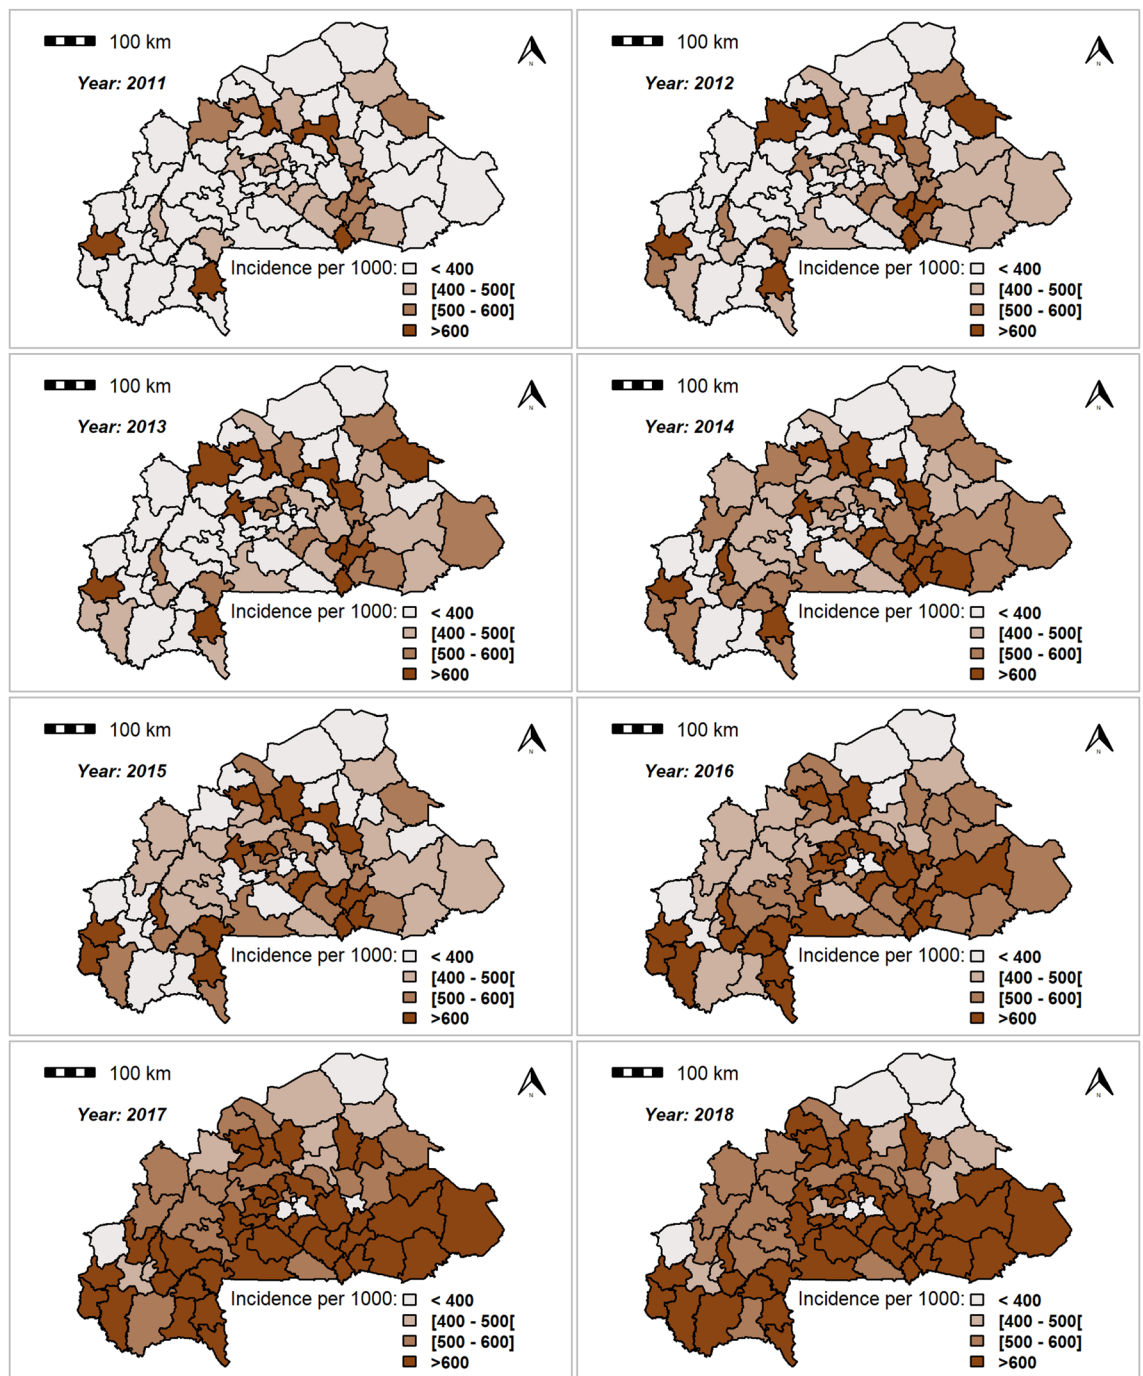 100 km
N
Year: 2011
Incidence per 1000:
< 400
[400 - 500[
[500 - 600]
>600
100 km
N
Year: 2012
Incidence per 1000:
< 400
[400 - 500[
[500 - 600]
>600
100 km
N
Year: 2013
Incidence per 1000:
< 400
[400 - 500[
[500 - 600]
>600
100 km
N
Year: 2014
Incidence per 1000:
< 400
[400 - 500[
[500 - 600]
>600
100 km
N
Year: 2015
Incidence per 1000:
< 400
[400 - 500[
[500 - 600]
>600
100 km
N
Year: 2016
Incidence per 1000:
< 400
[400 - 500[
[500 - 600]
>600
100 km
N
Year: 2017
Incidence per 1000:
< 400
[400 - 500[
[500 - 600]
>600
100 km
N
Year: 2018
Incidence per 1000:
< 400
[400 - 500[
[500 - 600]
>600